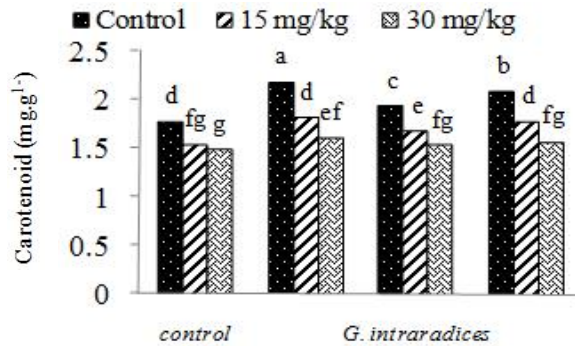 Control 15 mg/kg 30 mg/kg
Carotenoid (mg.g¹⁻)
2.5
2
1.5
1
0.5
0
d fg g
a d ef
c e fg
b d fg
control G. intraradices